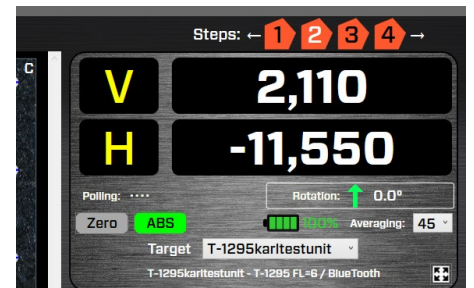 Steps: ← 1 2 3 4 →
C
V 2,110
H -11,550
Polling: ····
Rotation: ↑ 0.0º
Zero ABS 100% Averaging: 45
Target T-1295karltestunit
T-1295karltestunit - T-1295 FL=6 / BlueTooth